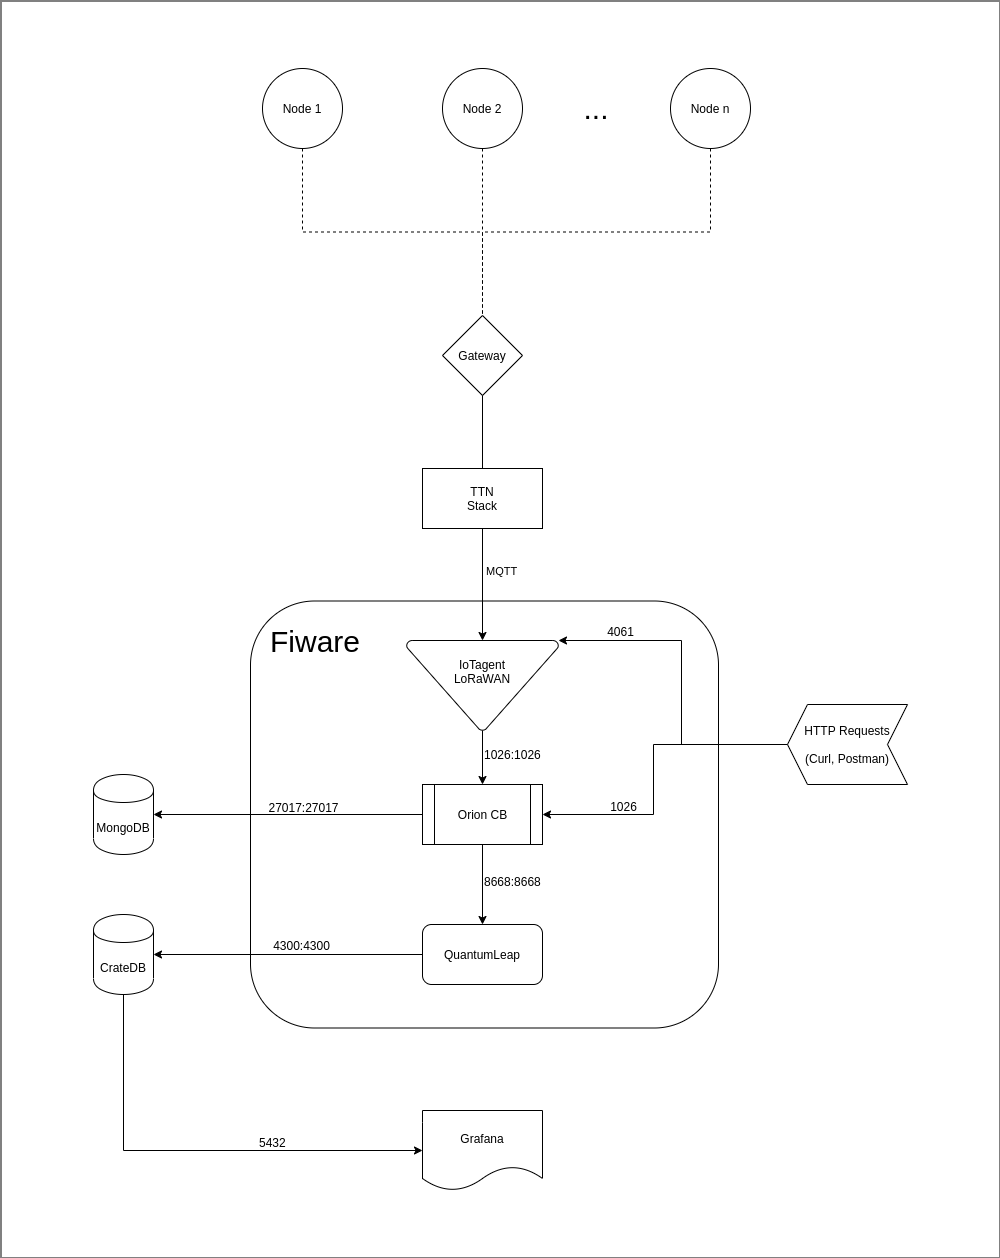 Node 1
Node 2
...
Node n
Gateway
TTN
Stack
MQTT
Fiware
4061
IoTagent
LoRaWAN
HTTP Requests
(Curl, Postman)
1026:1026
27017:27017
Orion CB
1026
MongoDB
8668:8668
4300:4300
QuantumLeap
CrateDB
Grafana
5432